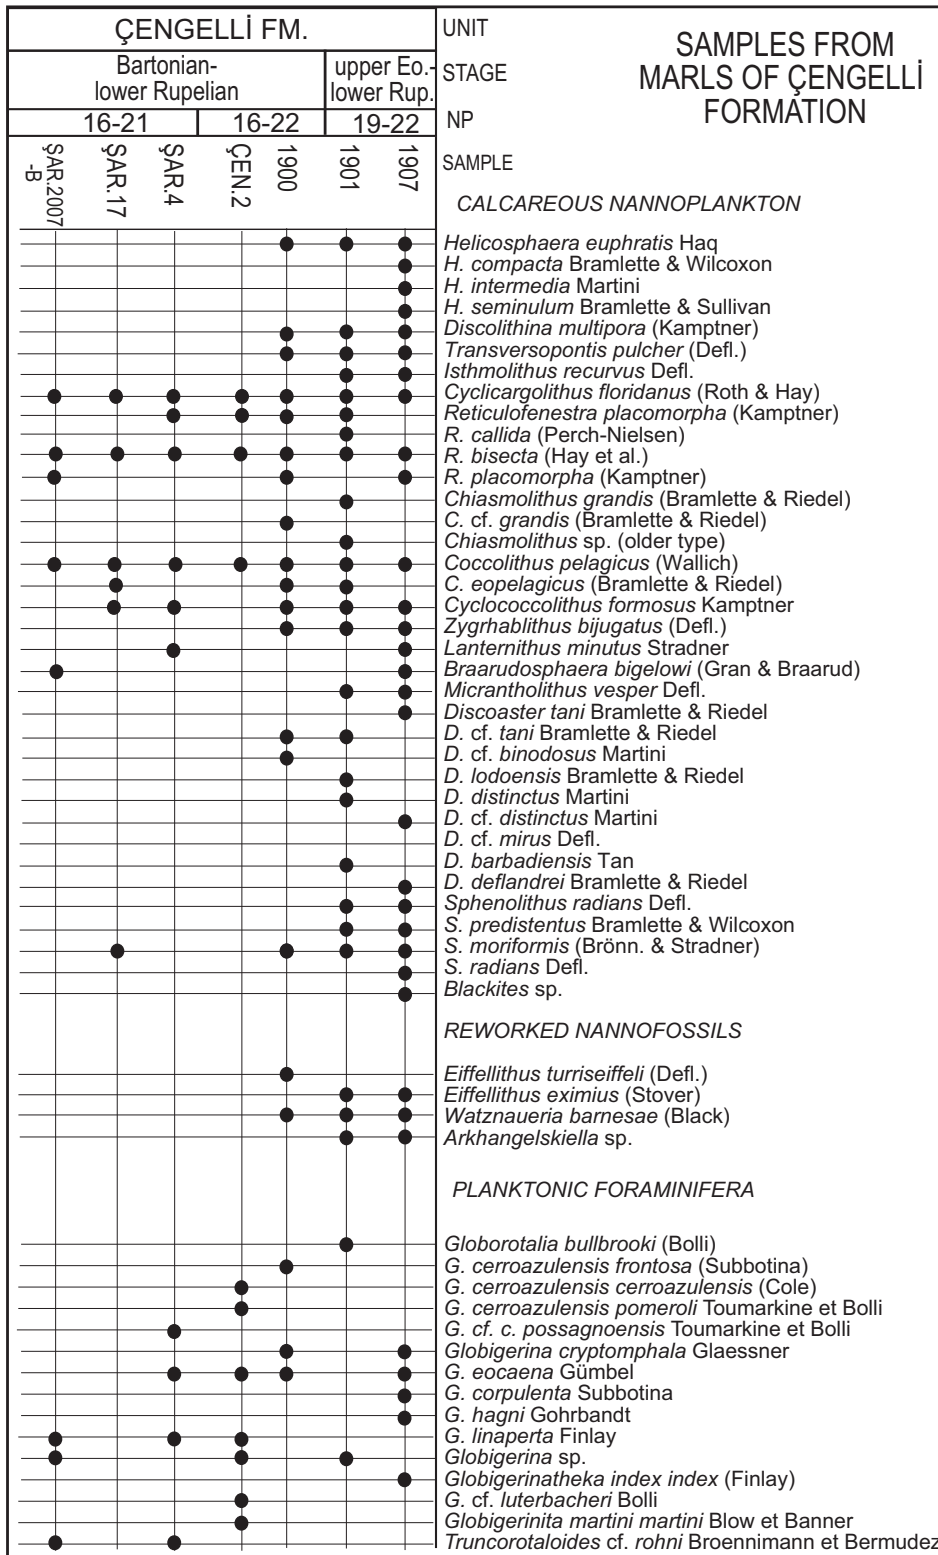 ÇENGELLİ FM.
UNIT
SAMPLES FROM
MARLS OF ÇENGELLİ
FORMATION
Bartonian-
lower Rupelian
upper Eo.-
lower Rup.
STAGE
16-21
16-22
19-22
NP
ŞAR.2007
-B
ŞAR.17
ŞAR.4
ÇEN.2
1900
1901
1907
SAMPLE
CALCAREOUS NANNOPLANKTON
Helicosphaera euphratis Haq
H. compacta Bramlette & Wilcoxon
H. intermedia Martini
H. seminulum Bramlette & Sullivan
Discolithina multipora (Kamptner)
Transversopontis pulcher (Defl.)
Isthmolithus recurvus Defl.
Cyclicargolithus floridanus (Roth & Hay)
Reticulofenestra placomorpha (Kamptner)
R. callida (Perch-Nielsen)
R. bisecta (Hay et al.)
R. placomorpha (Kamptner)
Chiasmolithus grandis (Bramlette & Riedel)
C. cf. grandis (Bramlette & Riedel)
Chiasmolithus sp. (older type)
Coccolithus pelagicus (Wallich)
C. eopelagicus (Bramlette & Riedel)
Cyclococcolithus formosus Kamptner
Zygrhablithus bijugatus (Defl.)
Lanternithus minutus Stradner
Braarudosphaera bigelowi (Gran & Braarud)
Micrantholithus vesper Defl.
Discoaster tani Bramlette & Riedel
D. cf. tani Bramlette & Riedel
D. cf. binodosus Martini
D. lodoensis Bramlette & Riedel
D. distinctus Martini
D. cf. distinctus Martini
D. cf. mirus Defl.
D. barbadiensis Tan
D. deflandrei Bramlette & Riedel
Sphenolithus radians Defl.
S. predistentus Bramlette & Wilcoxon
S. moriformis (Brönn. & Stradner)
S. radians Defl.
Blackites sp.
REWORKED NANNOFOSSILS
Eiffellithus turriseiffeli (Defl.)
Eiffellithus eximius (Stover)
Watznaueria barnesae (Black)
Arkhangelskiella sp.
PLANKTONIC FORAMINIFERA
Globorotalia bullbrooki (Bolli)
G. cerroazulensis frontosa (Subbotina)
G. cerroazulensis cerroazulensis (Cole)
G. cerroazulensis pomeroli Toumarkine et Bolli
G. cf. c. possagnoensis Toumarkine et Bolli
Globigerina cryptomphala Glaessner
G. eocaena Gümbel
G. corpulenta Subbotina
G. hagni Gohrbandt
G. linaperta Finlay
Globigerina sp.
Globigerinatheka index index (Finlay)
G. cf. luterbacheri Bolli
Globigerinita martini martini Blow et Banner
Truncorotaloides cf. rohni Broennimann et Bermudez